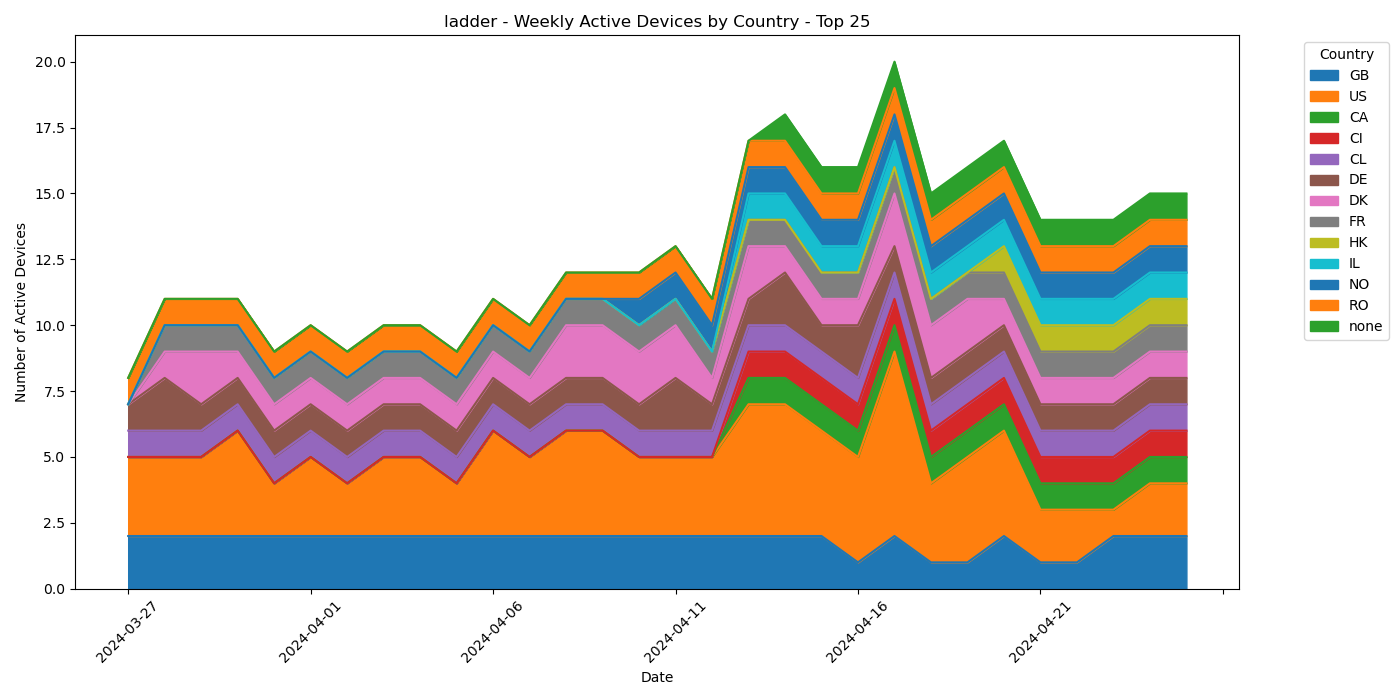 ladder - Weekly Active Devices by Country - Top 25
Number of Active Devices
20.0
17.5
15.0
12.5
10.0
7.5
5.0
2.5
0.0
2024-03-27
2024-04-01
2024-04-06
2024-04-11
2024-04-16
2024-04-21
Date
Country
GB
US
CA
CI
CL
DE
DK
FR
HK
IL
NO
RO
none